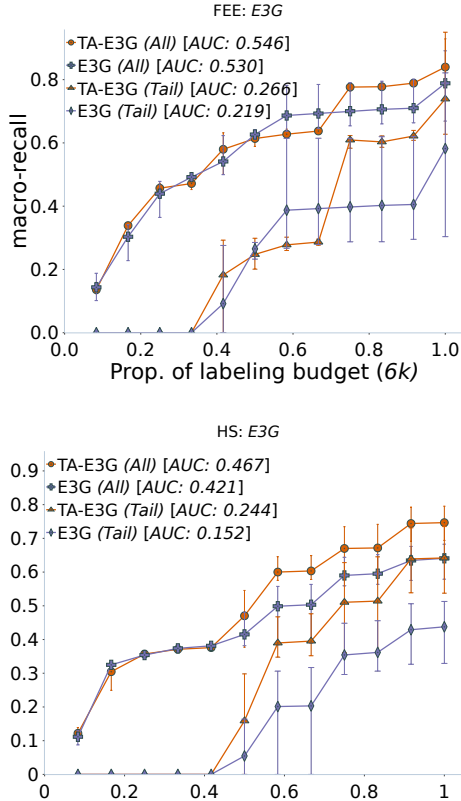 FEE: E3G
TA-E3G (All) [AUC: 0.546]
E3G (All) [AUC: 0.530]
TA-E3G (Tail) [AUC: 0.266]
E3G (Tail) [AUC: 0.219]
macro-recall
0.8
0.6
0.4
0.2
0.0
0.0 0.2 0.4 0.6 0.8 1.0
Prop. of labeling budget (6k)
HS: E3G
TA-E3G (All) [AUC: 0.467]
E3G (All) [AUC: 0.421]
TA-E3G (Tail) [AUC: 0.244]
E3G (Tail) [AUC: 0.152]
0.9
0.8
0.7
0.6
0.5
0.4
0.3
0.2
0.1
0
0 0.2 0.4 0.6 0.8 1